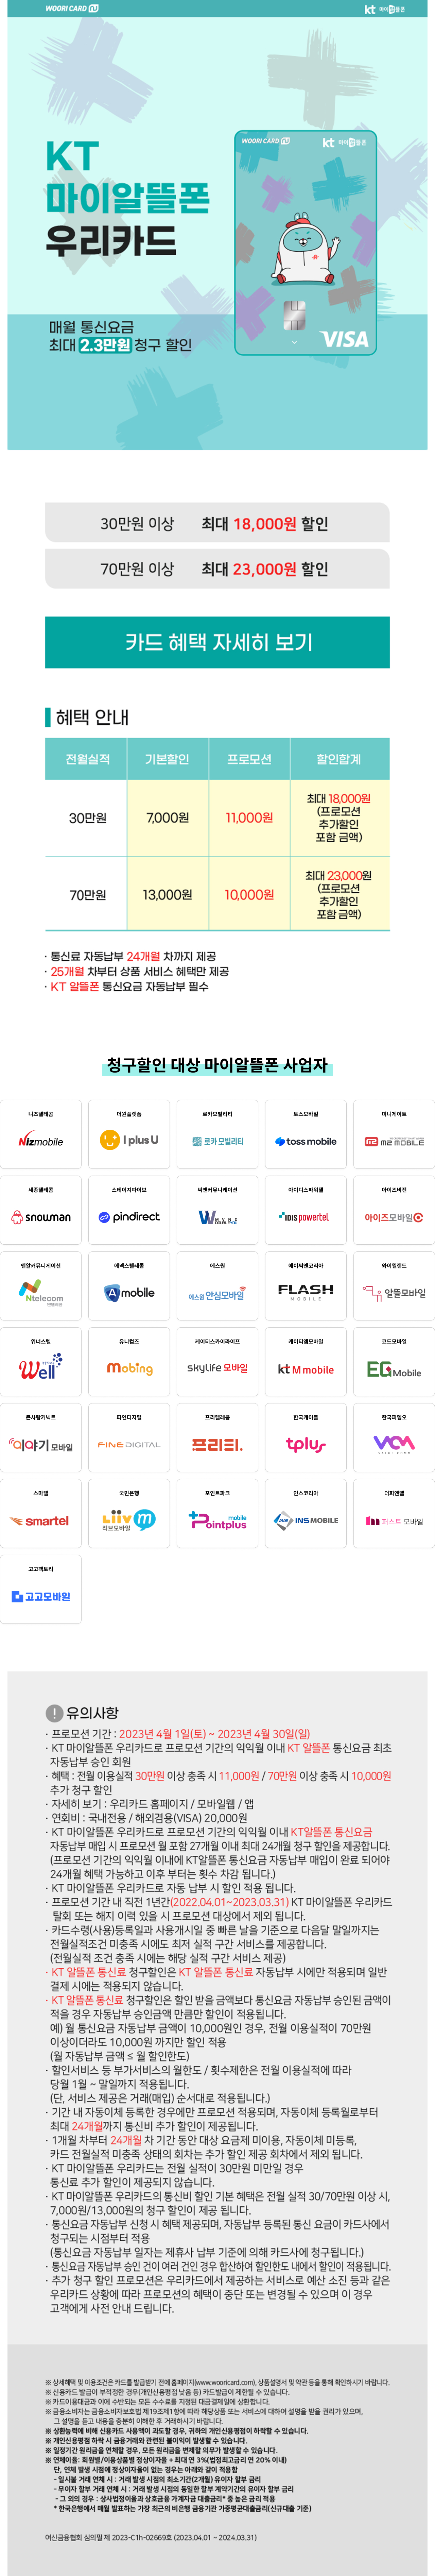 WOORI CARD
kt 마이알뜰폰
KT
마이알뜰폰
우리카드
WOORI CARD
kt 마이알뜰폰
VISA
매월 통신요금
최대 2.3만원 청구 할인
30만원 이상 최대 18,000원 할인
70만원 이상 최대 23,000원 할인
카드 혜택 자세히 보기
혜택 안내
전월실적 기본할인 프로모션 할인합계
30만원 7,000원 11,000원 최대 18,000원
(프로모션
추가할인
포함 금액)
70만원 13,000원 10,000원 최대 23,000원
(프로모션
추가할인
포함 금액)
· 통신료 자동납부 24개월 차까지 제공
· 25개월 차부터 상품 서비스 혜택만 제공
· KT 알뜰폰 통신요금 자동납부 필수
청구할인 대상 마이알뜰폰 사업자
니즈텔레콤 더원플랫폼 로카모빌리티 토스모바일 미니게이트
Nizmobile I plus U 로카모빌리티 toss mobile m2 MOBILE
세종텔레콤 스테이지파이브 씨앤커뮤니케이션 아이디스파워텔 아이즈비전
snowman pindirect WYNZ IDIS powertel 아이즈모바일
앤알커뮤니케이션 에넥스텔레콤 에스원 에이씨앤코리아 와이엘랜드
Ntelecom
앤텔레콤
A mobile 에스원 안심모바일 FLASH
MOBILE
알뜰모바일
위너스텔 유니컴즈 케이티스카이라이프 케이티엠모바일 코드모바일
Well mobing skylife 모바일 kt M mobile EG Mobile
큰사람커넥트 파인디지털 프리텔레콤 한국케이블 한국피엠오
이야기 모바일 FINEDIGITAL 프리티. tplus VCM
스마텔 국민은행 포인트파크 인스코리아 더피엔엘
smartel Liiv m
리브모바일
Pointplus mobile INS MOBILE 퍼스트 모바일
고고팩토리
고고모바일
유의사항
· 프로모션 기간 : 2023년 4월 1일(토) ~ 2023년 4월 30일(일)
· KT 마이알뜰폰 우리카드로 프로모션 기간의 익익월 이내 KT 알뜰폰 통신요금 최초
자동납부 승인 회원
· 혜택 : 전월 이용실적 30만원 이상 충족 시 11,000원 / 70만원 이상 충족 시 10,000원
추가 청구 할인
· 자세히 보기 : 우리카드 홈페이지 / 모바일웹 / 앱
· 연회비 : 국내전용 / 해외겸용(VISA) 20,000원
· KT 마이알뜰폰 우리카드로 프로모션 기간의 익익월 이내 KT알뜰폰 통신요금
자동납부 매입 시 프로모션 월 포함 27개월 이내 최대 24개월 청구 할인을 제공합니다.
(프로모션 기간의 익익월 이내에 KT알뜰폰 통신요금 자동납부 매입이 완료 되어야
24개월 혜택 가능하고 이후 부터는 횟수 차감 됩니다.)
· KT 마이알뜰폰 우리카드로 자동 납부 시 할인 적용 됩니다.
· 프로모션 기간 내 직전 1년간(2022.04.01~2023.03.31) KT 마이알뜰폰 우리카드
탈회 또는 해지 이력 있을 시 프로모션 대상에서 제외 됩니다.
· 카드수령(사용)등록일과 사용개시일 중 빠른 날을 기준으로 다음달 말일까지는
전월실적조건 미충족 시에도 최저 실적 구간 서비스를 제공합니다.
(전월실적 조건 충족 시에는 해당 실적 구간 서비스 제공)
· KT 알뜰폰 통신료 청구할인은 KT 알뜰폰 통신료 자동납부 시에만 적용되며 일반
결제 시에는 적용되지 않습니다.
· KT 알뜰폰 통신료 청구할인은 할인 받을 금액보다 통신요금 자동납부 승인된 금액이
적을 경우 자동납부 승인금액 만큼만 할인이 적용됩니다.
예) 월 통신요금 자동납부 금액이 10,000원인 경우, 전월 이용실적이 70만원
이상이더라도 10,000원 까지만 할인 적용
(월 자동납부 금액 ≤ 월 할인한도)
· 할인서비스 등 부가서비스의 월한도 / 횟수제한은 전월 이용실적에 따라
당월 1일 ~ 말일까지 적용됩니다.
(단, 서비스 제공은 거래(매입) 순서대로 적용됩니다.)
· 기간 내 자동이체 등록한 경우에만 프로모션 적용되며, 자동이체 등록월로부터
최대 24개월까지 통신비 추가 할인이 제공됩니다.
· 1개월 차부터 24개월 차 기간 동안 대상 요금제 미이용, 자동이체 미등록,
카드 전월실적 미충족 상태의 회차는 추가 할인 제공 회차에서 제외 됩니다.
· KT 마이알뜰폰 우리카드는 전월 실적이 30만원 미만일 경우
통신료 추가 할인이 제공되지 않습니다.
· KT 마이알뜰폰 우리카드의 통신비 할인 기본 혜택은 전월 실적 30/70만원 이상 시,
7,000원/13,000원의 청구 할인이 제공 됩니다.
· 통신요금 자동납부 신청 시 혜택 제공되며, 자동납부 등록된 통신 요금이 카드사에서
청구되는 시점부터 적용
(통신요금 자동납부 일자는 제휴사 납부 기준에 의해 카드사에 청구됩니다.)
· 통신요금 자동납부 승인 건이 여러 건인 경우 합산하여 할인한도 내에서 할인이 적용됩니다.
· 추가 청구 할인 프로모션은 우리카드에서 제공하는 서비스로 예산 소진 등과 같은
우리카드 상황에 따라 프로모션의 혜택이 중단 또는 변경될 수 있으며 이 경우
고객에게 사전 안내 드립니다.
※ 상세혜택 및 이용조건은 카드를 발급받기 전에 홈페이지(www.wooricard.com), 상품설명서 및 약관 등을 통해 확인하시기 바랍니다.
※ 신용카드 발급이 부적정한 경우(개인신용평점 낮음 등) 카드발급이 제한될 수 있습니다.
※ 카드이용대금과 이에 수반되는 모든 수수료를 지정된 대금결제일에 상환합니다.
※ 금융소비자는 금융소비자보호법 제19조제1항에 따라 해당상품 또는 서비스에 대하여 설명을 받을 권리가 있으며,
그 설명을 듣고 내용을 충분히 이해한 후 거래하시기 바랍니다.
※ 상환능력에 비해 신용카드 사용액이 과도할 경우, 귀하의 개인신용평점이 하락할 수 있습니다.
※ 개인신용평점 하락 시 금융거래와 관련된 불이익이 발생할 수 있습니다.
※ 일정기간 원리금을 연체할 경우, 모든 원리금을 변제할 의무가 발생할 수 있습니다.
※ 연체이율: 회원별/이용상품별 정상이자율 + 최대 연 3%(법정최고금리 연 20% 이내)
단, 연체 발생 시점에 정상이자율이 없는 경우는 아래와 같이 적용함
- 일시불 거래 연체 시 : 거래 발생 시점의 최소기간(2개월) 유이자 할부 금리
- 무이자 할부 거래 연체 시 : 거래 발생 시점의 동일한 할부 계약기간의 유이자 할부 금리
- 그 외의 경우 : 상사법정이율과 상호금융 가계자금 대출금리* 중 높은 금리 적용
* 한국은행에서 매월 발표하는 가장 최근의 비은행 금융기관 가중평균대출금리(신규대출 기준)
여신금융협회 심의필 제 2023-C1h-02669호 (2023.04.01 ~ 2024.03.31)